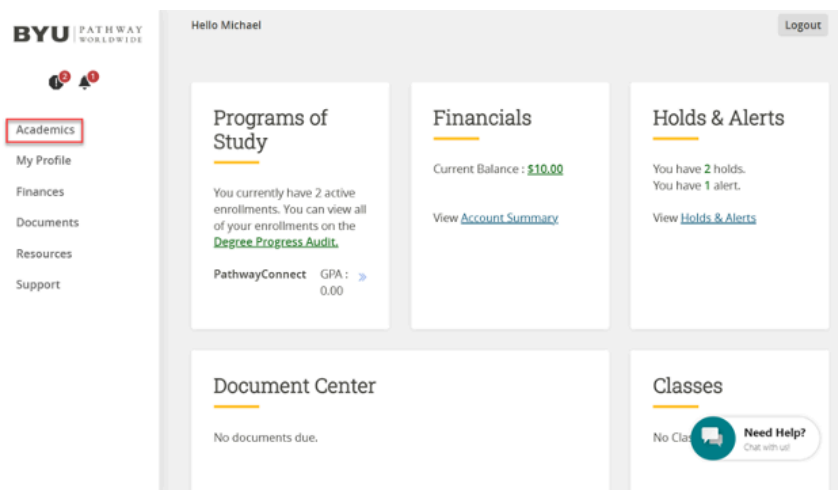 BYU PATHWAY
WORLDWIDE
Hello Michael
Logout
2 1
Academics
My Profile
Finances
Documents
Resources
Support
Programs of
Study
You currently have 2 active
enrollments. You can view all
of your enrollments on the
Degree Progress Audit.
PathwayConnect GPA :
0.00
Financials
Current Balance : $10.00
View Account Summary
Holds & Alerts
You have 2 holds.
You have 1 alert.
View Holds & Alerts
Document Center
No documents due.
Classes
No
Need Help?
Chat with us!